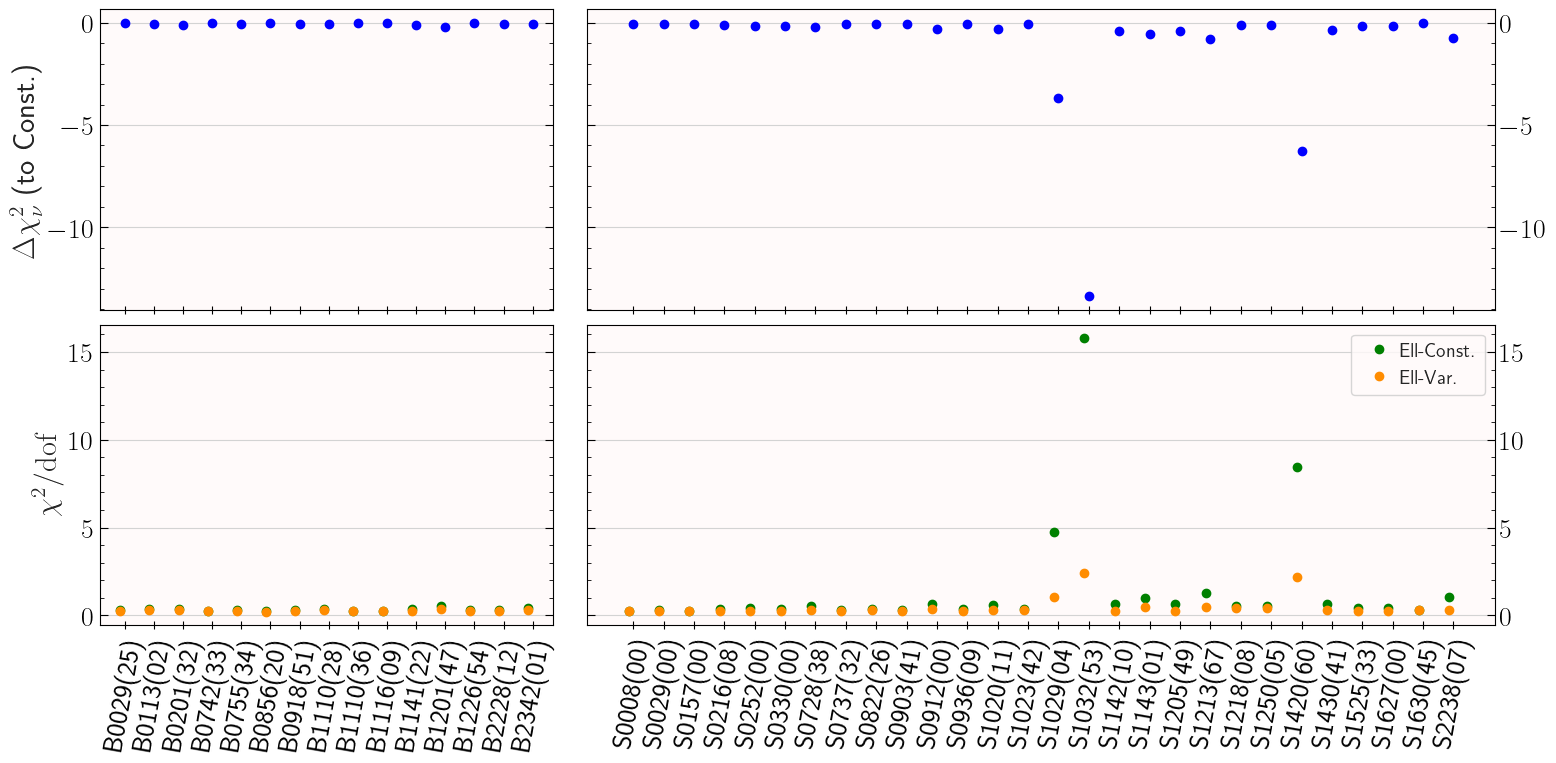 Δχ²ᵥ (to Const.)
0
−5
−10
0
−5
−10
χ²/dof
15
10
5
0
15
10
5
0
Ell-Const.
Ell-Var.
B0029(25)
B0113(02)
B0201(32)
B0742(33)
B0755(34)
B0856(20)
B0918(51)
B1110(28)
B1110(36)
B1116(09)
B1141(22)
B1201(47)
B1226(54)
B2228(12)
B2342(01)
S0008(00)
S0029(00)
S0157(00)
S0216(08)
S0252(00)
S0330(00)
S0728(38)
S0737(32)
S0822(26)
S0903(41)
S0912(00)
S0936(09)
S1020(11)
S1023(42)
S1029(04)
S1032(53)
S1142(10)
S1143(01)
S1205(49)
S1213(67)
S1218(08)
S1250(05)
S1420(60)
S1430(41)
S1525(33)
S1627(00)
S1630(45)
S2238(07)